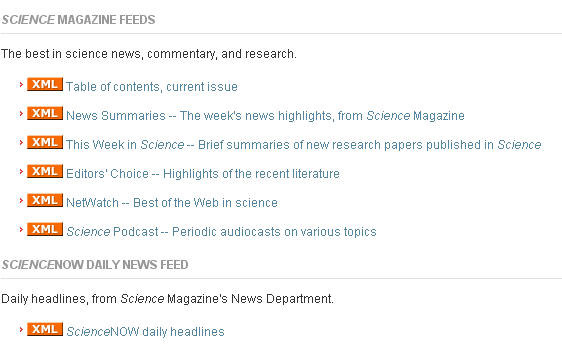 SCIENCE MAGAZINE FEEDS
The best in science news, commentary, and research.
XML Table of contents, current issue
XML News Summaries -- The week's news highlights, from Science Magazine
XML This Week in Science -- Brief summaries of new research papers published in Science
XML Editors' Choice -- Highlights of the recent literature
XML NetWatch -- Best of the Web in science
XML Science Podcast -- Periodic audiocasts on various topics
SCIENCENOW DAILY NEWS FEED
Daily headlines, from Science Magazine's News Department.
XML ScienceNOW daily headlines